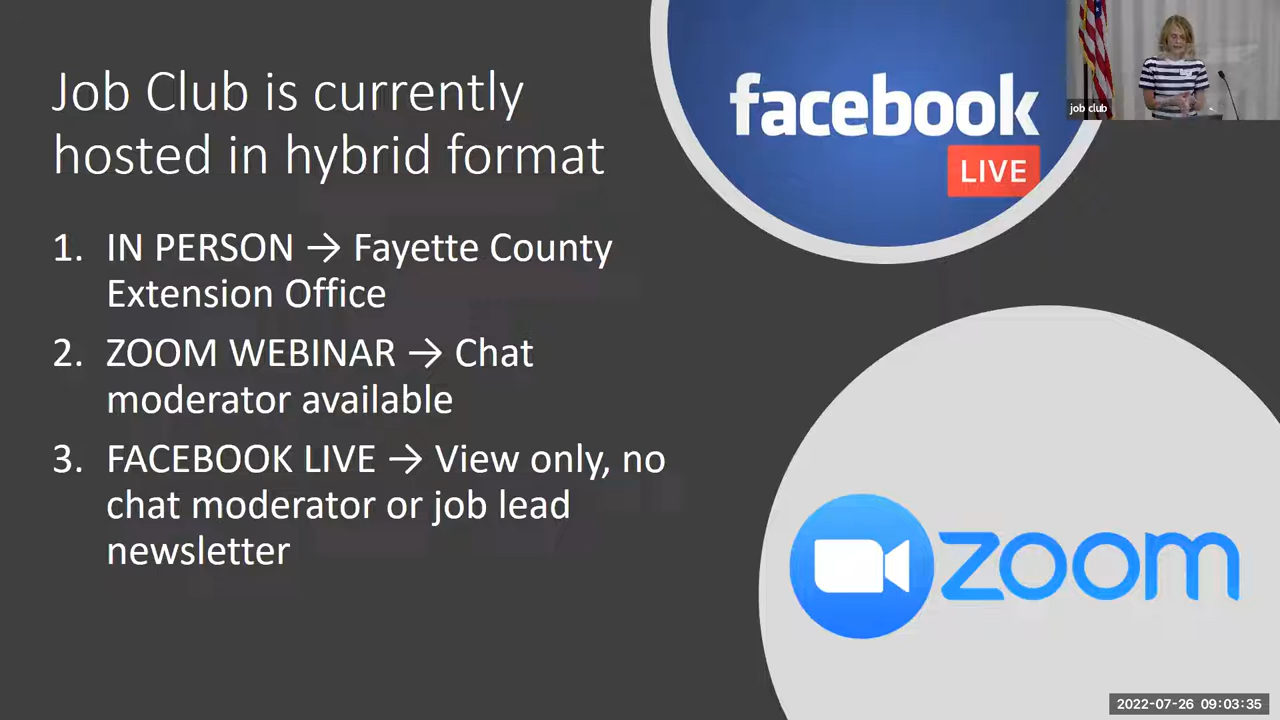 Job Club is currently
hosted in hybrid format
1. IN PERSON → Fayette County
Extension Office
2. ZOOM WEBINAR → Chat
moderator available
3. FACEBOOK LIVE → View only, no
chat moderator or job lead
newsletter
facebook
LIVE
job club
zoom
2022-07-26 09:03:35